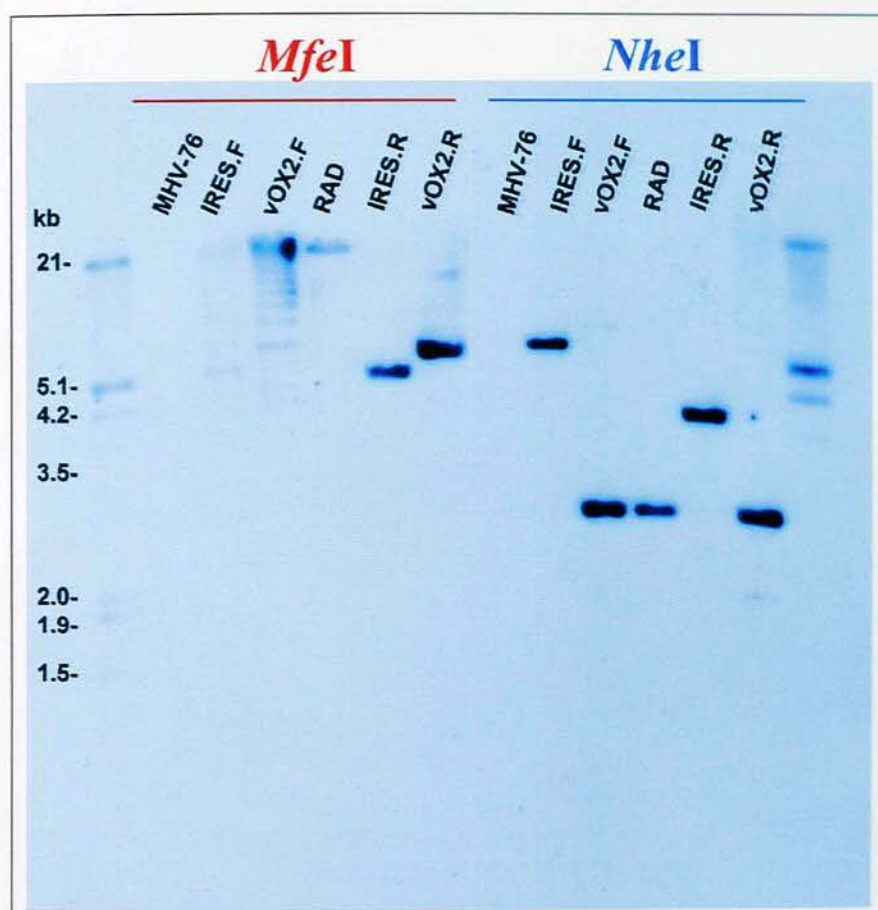 MfeI NheI
MHV-76 IRES.F vOX2.F RAD IRES.R vOX2.R MHV-76 IRES.F vOX2.F RAD IRES.R vOX2.R
kb
21-
5.1-
4.2-
3.5-
2.0-
1.9-
1.5-